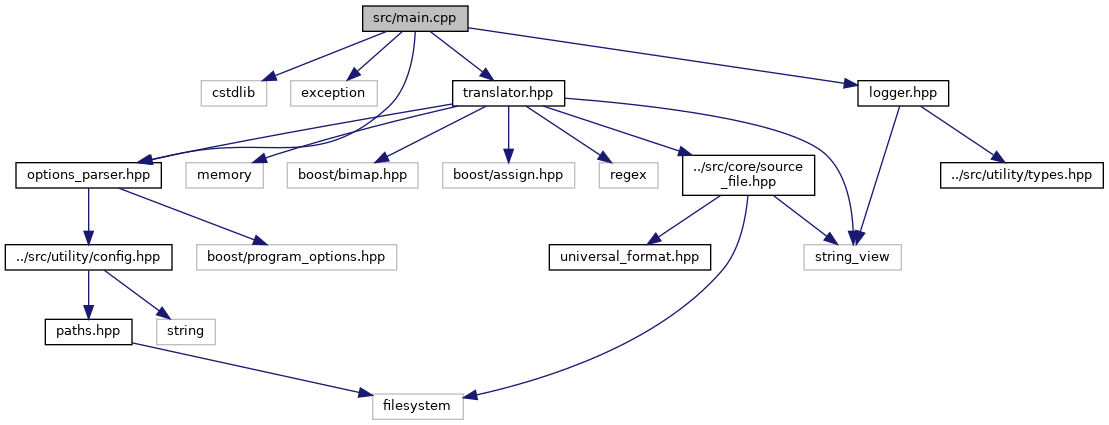 src/main.cpp
cstdlib
exception
translator.hpp
logger.hpp
options_parser.hpp
memory
boost/bimap.hpp
boost/assign.hpp
regex
../src/core/source
_file.hpp
../src/utility/types.hpp
../src/utility/config.hpp
boost/program_options.hpp
universal_format.hpp
string_view
paths.hpp
string
filesystem